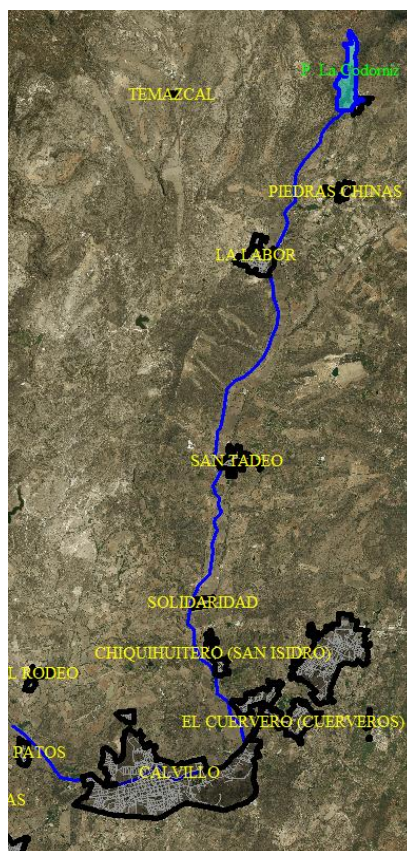 P. La Codorniz
TEMAZCAL
PIEDRAS CHINAS
LA LABOR
SAN TADEO
SOLIDARIDAD
CHIQUIHUITERO (SAN ISIDRO)
L RODEO
EL CUERVERO (CUERVEROS)
PATOS
CALVILLO
AS